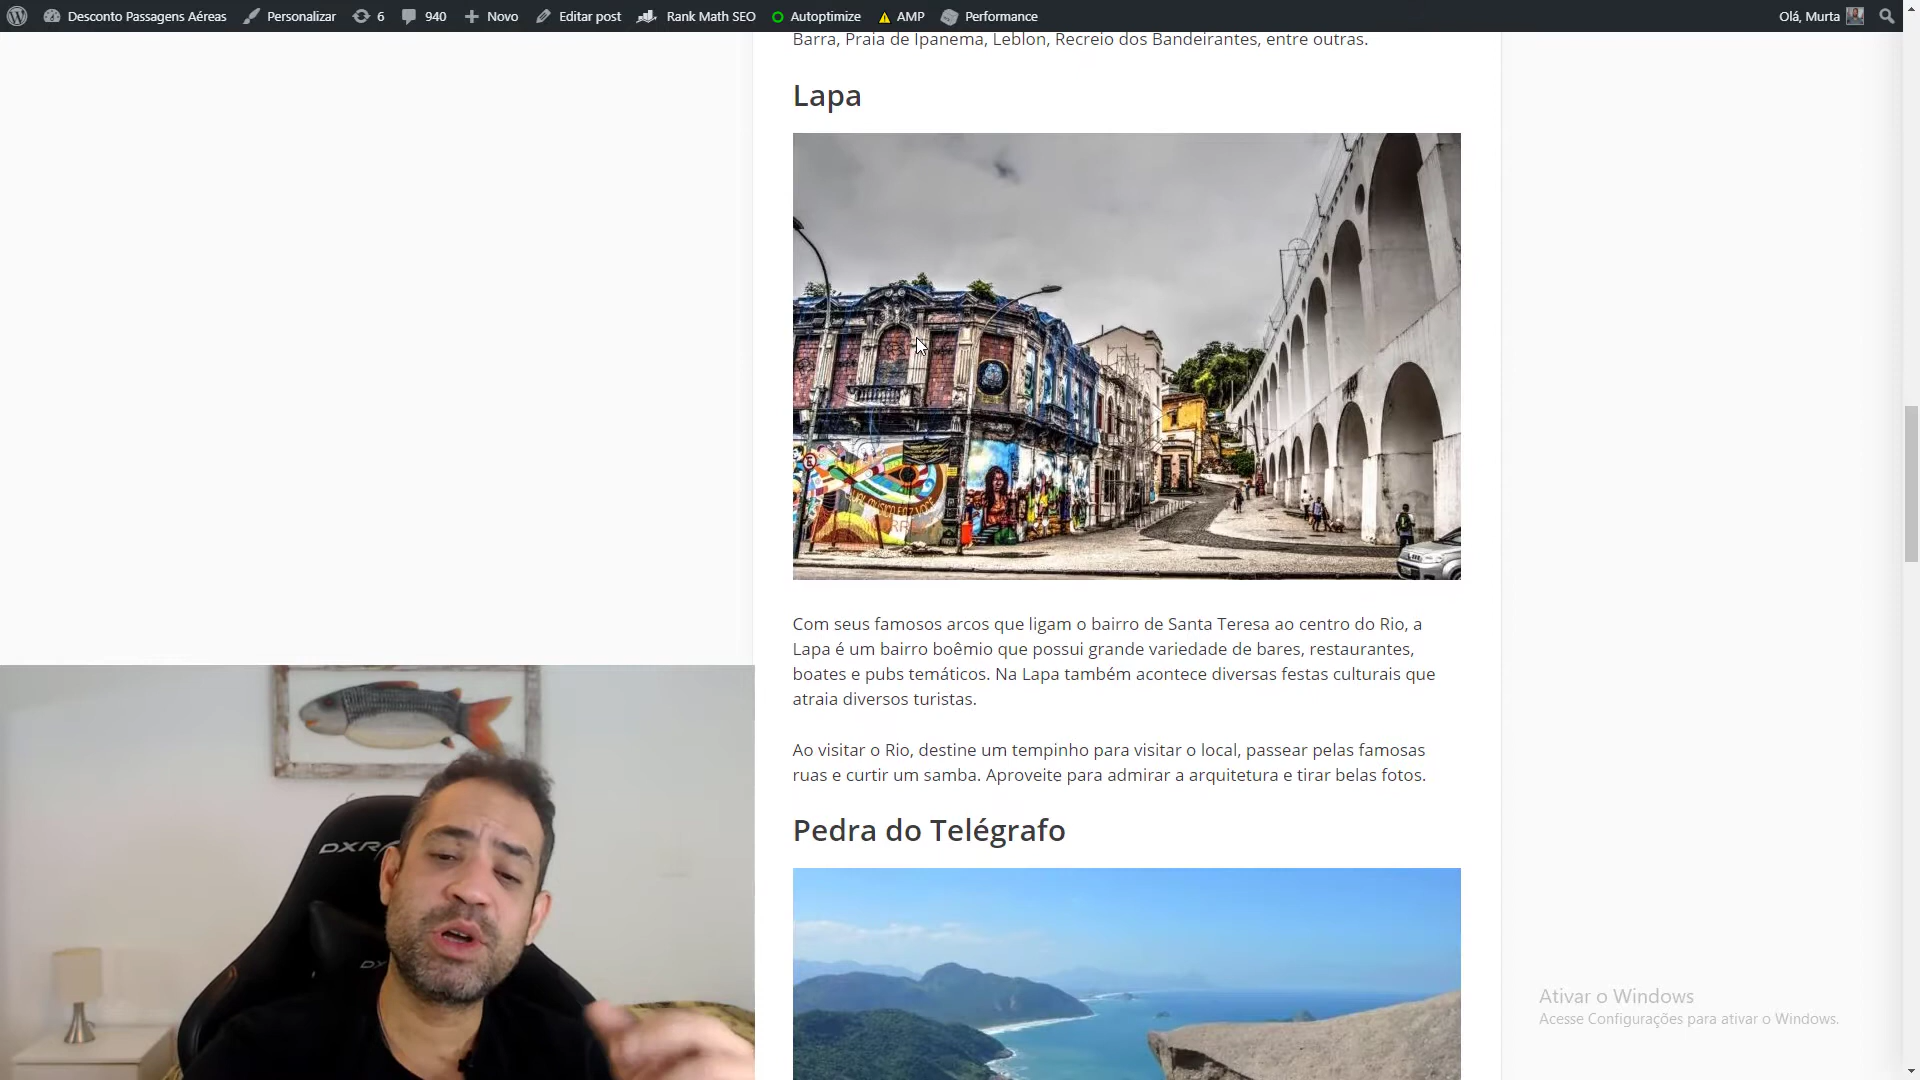 Desconto Passagens Aéreas Personalizar 6 940 Novo Editar post Rank Math SEO Autoptimize AMP Performance Olá, Murta
Barra, Praia de Ipanema, Leblon, Recreio dos Bandeirantes, entre outras.
Lapa
Com seus famosos arcos que ligam o bairro de Santa Teresa ao centro do Rio, a
Lapa é um bairro boêmio que possui grande variedade de bares, restaurantes,
boates e pubs temáticos. Na Lapa também acontece diversas festas culturais que
atraia diversos turistas.
Ao visitar o Rio, destine um tempinho para visitar o local, passear pelas famosas
ruas e curtir um samba. Aproveite para admirar a arquitetura e tirar belas fotos.
Pedra do Telégrafo
Ativar o Windows
Acesse Configurações para ativar o Windows.